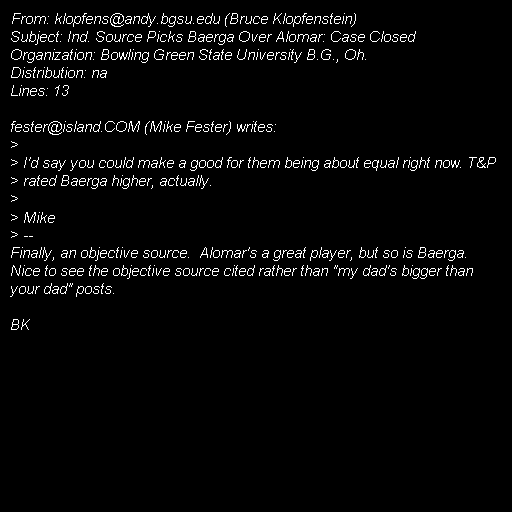 From: klopfens@andy.bgsu.edu (Bruce Klopfenstein)
Subject: Ind. Source Picks Baerga Over Alomar: Case Closed
Organization: Bowling Green State University B.G., Oh.
Distribution: na
Lines: 13

fester@island.COM (Mike Fester) writes:
>
> I'd say you could make a good for them being about equal right now. T&P
> rated Baerga higher, actually.
>
> Mike
> --
Finally, an objective source.  Alomar's a great player, but so is Baerga.
Nice to see the objective source cited rather than "my dad's bigger than
your dad" posts.

BK